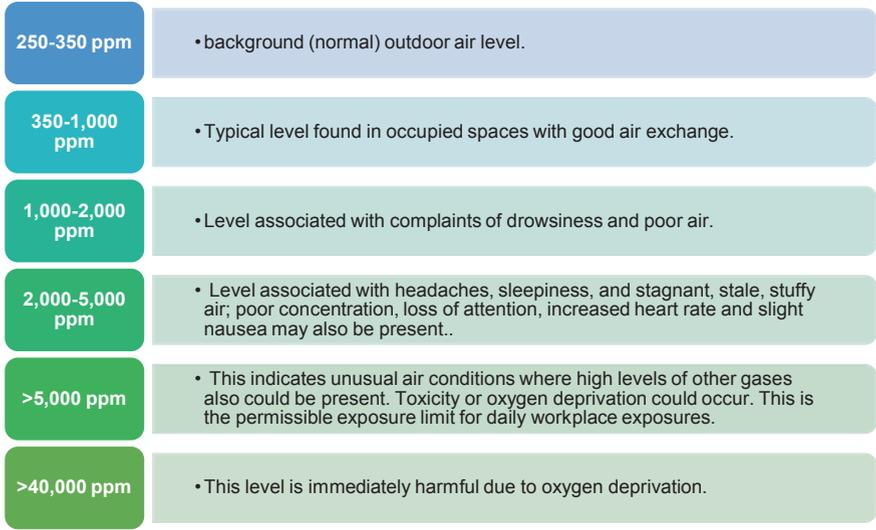 250-350 ppm
•background (normal) outdoor air level.
350-1,000
ppm
•Typical level found in occupied spaces with good air exchange.
1,000-2,000
ppm
•Level associated with complaints of drowsiness and poor air.
2,000-5,000
ppm
• Level associated with headaches, sleepiness, and stagnant, stale, stuffy
air; poor concentration, loss of attention, increased heart rate and slight
nausea may also be present..
>5,000 ppm
• This indicates unusual air conditions where high levels of other gases
also could be present. Toxicity or oxygen deprivation could occur. This is
the permissible exposure limit for daily workplace exposures.
>40,000 ppm
•This level is immediately harmful due to oxygen deprivation.